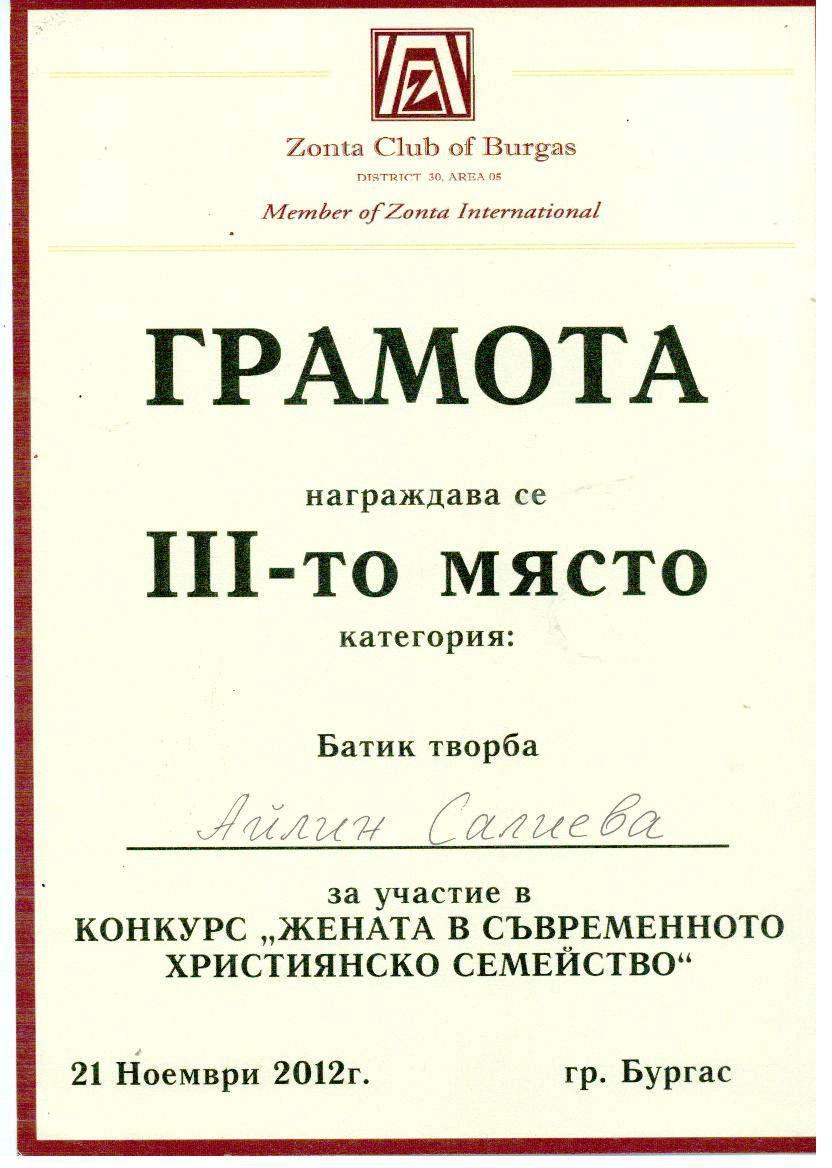 Z
Zonta Club of Burgas
DISTRICT 30, AREA 05
Member of Zonta International
ГРАМОТА
награждава се
III-то място
категория:
Батик творба
Айлин Салиева
за участие в
КОНКУРС „ЖЕНАТА В СЪВРЕМЕННОТО
ХРИСТИЯНСКО СЕМЕЙСТВО“
21 Ноември 2012г. гр. Бургас